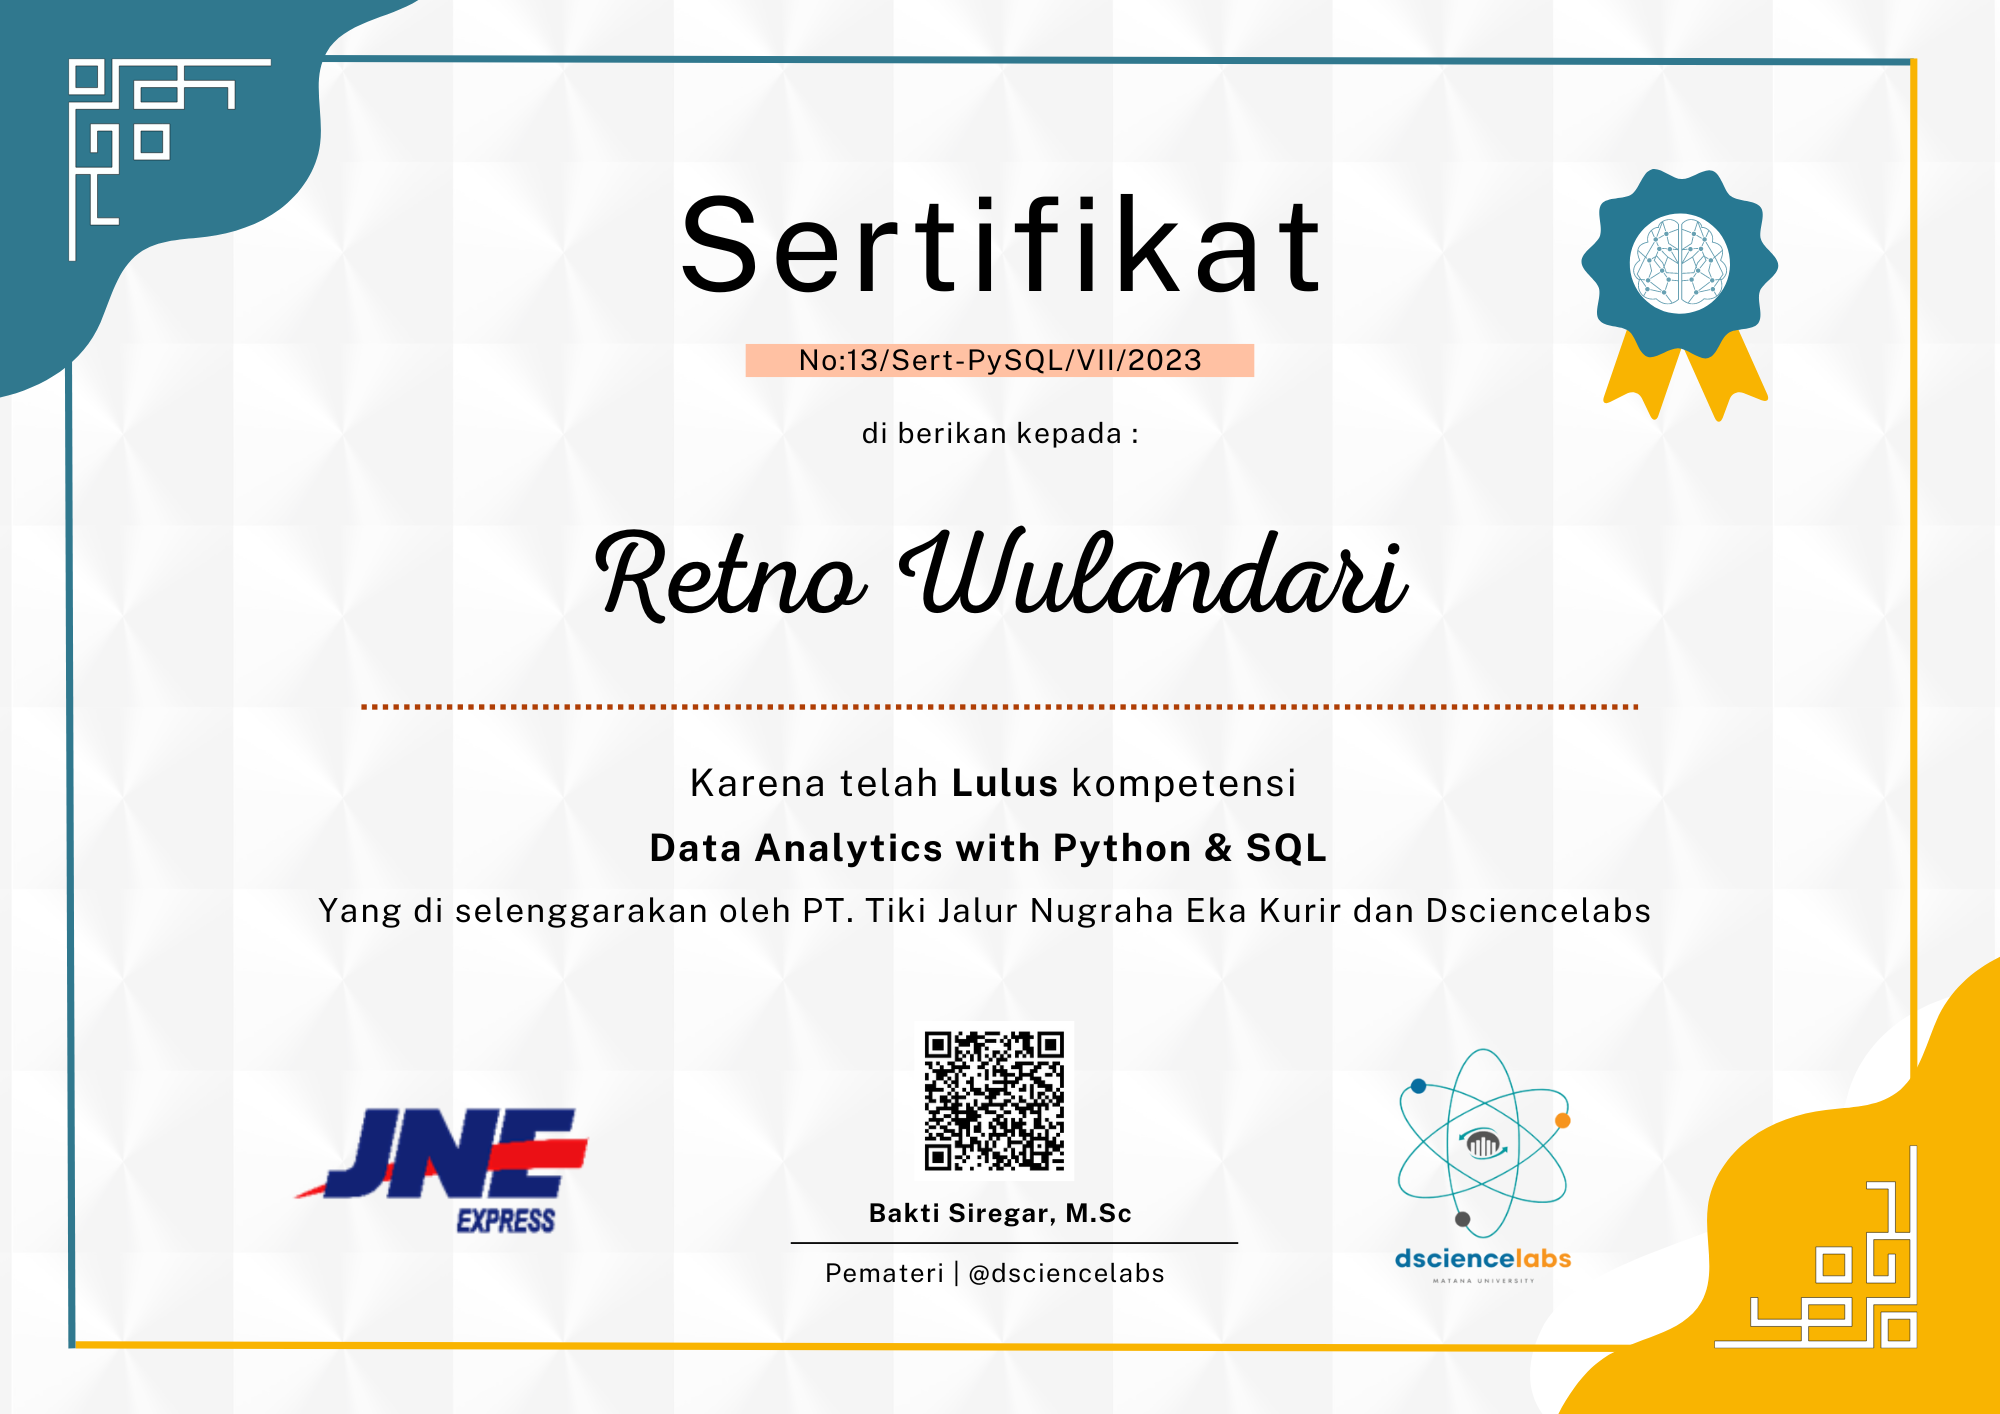 Sertifikat
No:13/Sert-PySQL/VII/2023
di berikan kepada :
Retno Wulandari
Karena telah Lulus kompetensi
Data Analytics with Python & SQL
Yang di selenggarakan oleh PT. Tiki Jalur Nugraha Eka Kurir dan Dsciencelabs
JNE
EXPRESS
Bakti Siregar, M.Sc
Pemateri | @dsciencelabs
dsciencelabs
MATANA UNIVERSITY